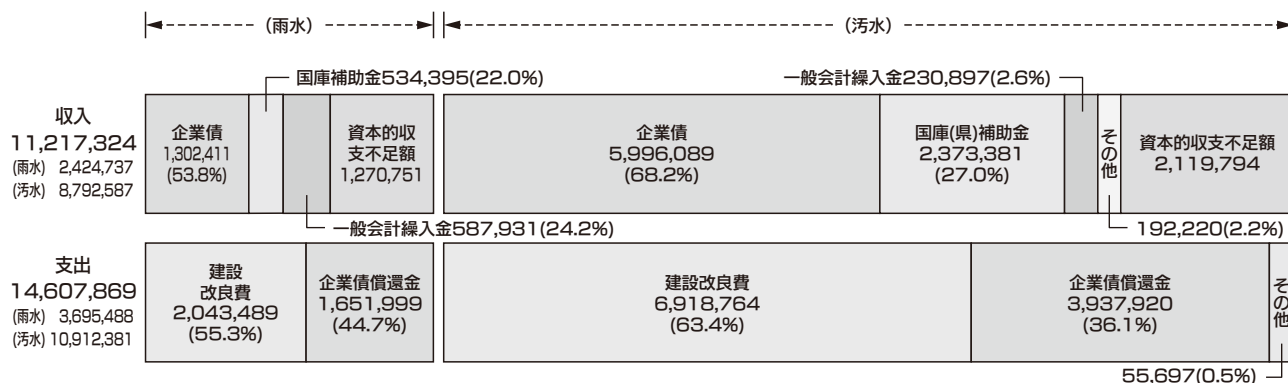 (雨水)
(汚水)
国庫補助金534,395(22.0%)
一般会計繰入金230,897(2.6%)
収入
11,217,324
(雨水) 2,424,737
(汚水) 8,792,587
企業債
1,302,411
(53.8%)
資本的収
支不足額
1,270,751
企業債
5,996,089
(68.2%)
国庫(県)補助金
2,373,381
(27.0%)
その他
資本的収支不足額
2,119,794
一般会計繰入金587,931(24.2%)
192,220(2.2%)
支出
14,607,869
(雨水) 3,695,488
(汚水) 10,912,381
建設
改良費
2,043,489
(55.3%)
企業債償還金
1,651,999
(44.7%)
建設改良費
6,918,764
(63.4%)
企業債償還金
3,937,920
(36.1%)
その他
55,697(0.5%)